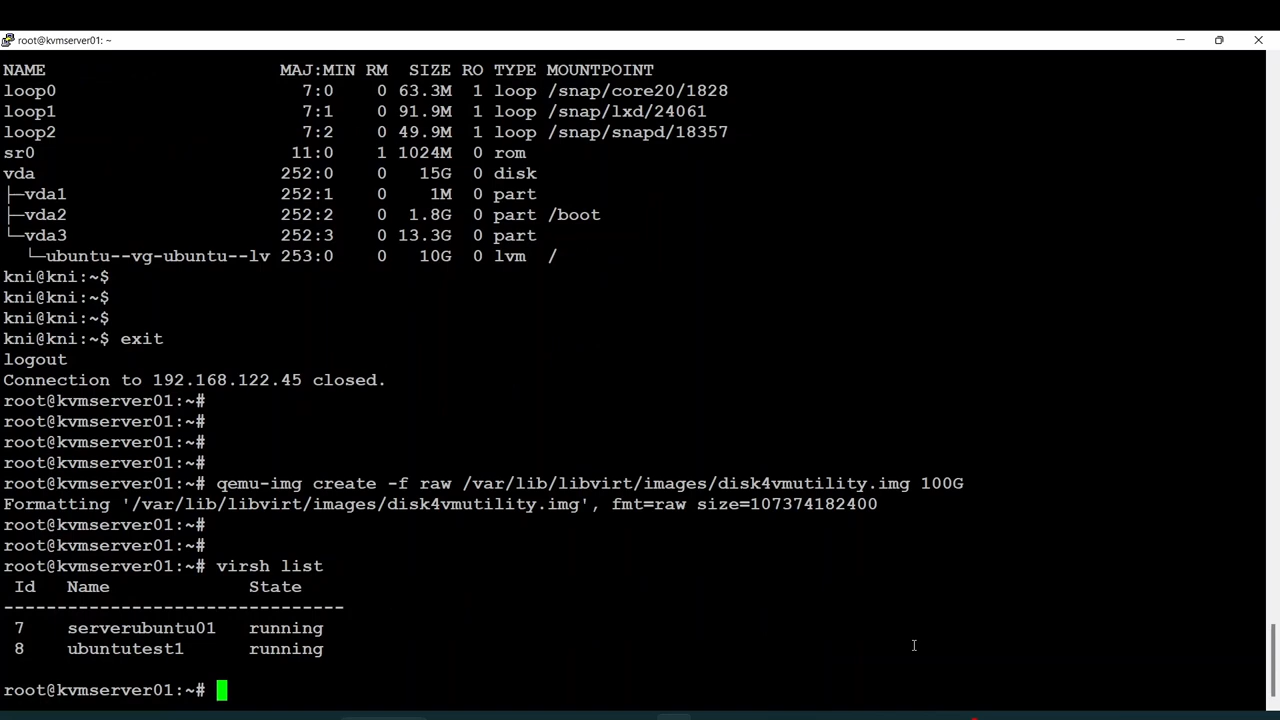 root@kvmserver01: ~
NAME                      MAJ:MIN RM  SIZE RO TYPE MOUNTPOINT
loop0                       7:0    0 63.3M  1 loop /snap/core20/1828
loop1                       7:1    0 91.9M  1 loop /snap/lxd/24061
loop2                       7:2    0 49.9M  1 loop /snap/snapd/18357
sr0                        11:0    1 1024M  0 rom
vda                       252:0    0   15G  0 disk
├─vda1                    252:1    0    1M  0 part
├─vda2                    252:2    0  1.8G  0 part /boot
└─vda3                    252:3    0 13.3G  0 part
  └─ubuntu--vg-ubuntu--lv 253:0    0   10G  0 lvm  /
kni@kni:~$
kni@kni:~$
kni@kni:~$
kni@kni:~$ exit
logout
Connection to 192.168.122.45 closed.
root@kvmserver01:~#
root@kvmserver01:~#
root@kvmserver01:~#
root@kvmserver01:~#
root@kvmserver01:~# qemu-img create -f raw /var/lib/libvirt/images/disk4vmutility.img 100G
Formatting '/var/lib/libvirt/images/disk4vmutility.img', fmt=raw size=107374182400
root@kvmserver01:~#
root@kvmserver01:~#
root@kvmserver01:~# virsh list
 Id   Name             State
--------------------------------
 7    serverubuntu01   running
 8    ubuntutest1      running
root@kvmserver01:~#